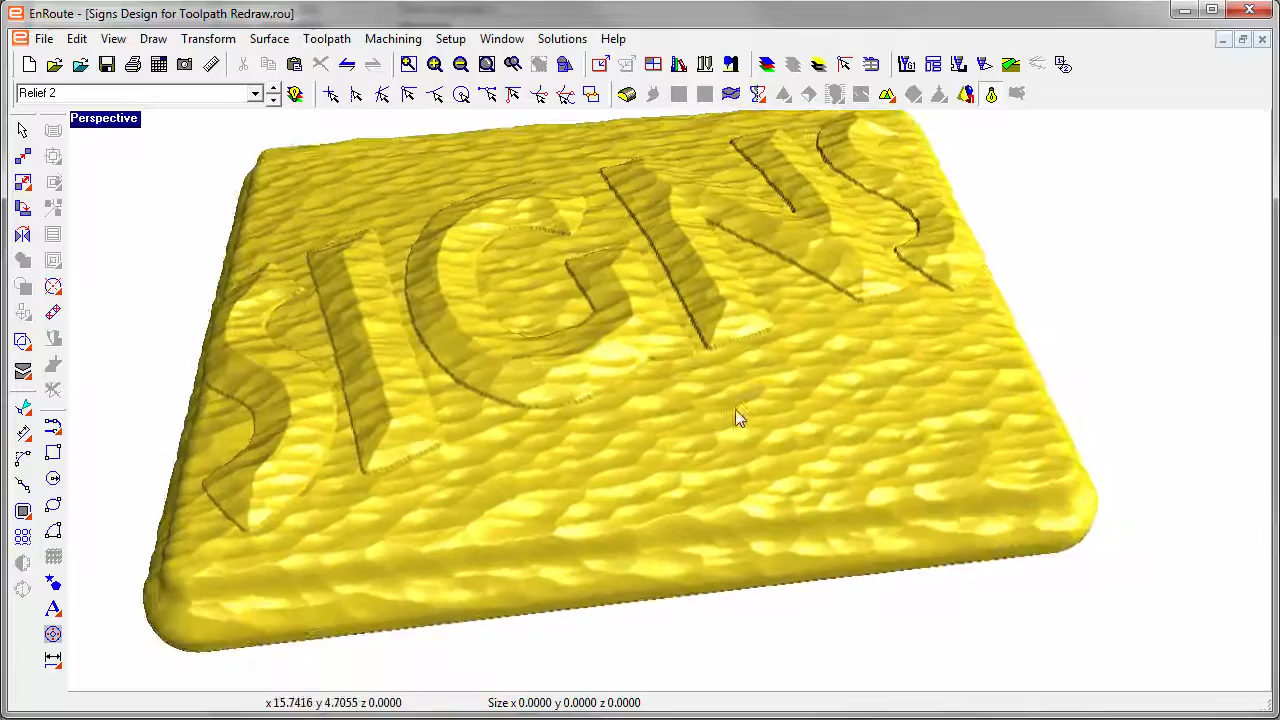 EnRoute - [Signs Design for Toolpath Redraw.rou]
File Edit View Draw Transform Surface Toolpath Machining Setup Window Solutions Help
Relief 2
Perspective
SIGNS
x 15.7416 y 4.7055 z 0.0000 Size x 0.0000 y 0.0000 z 0.0000